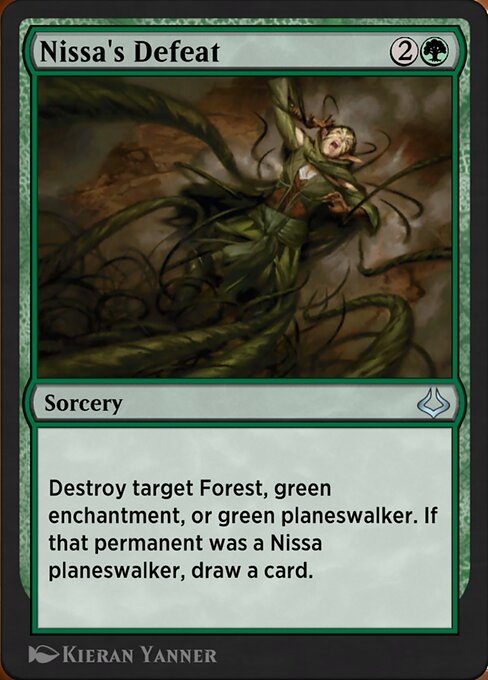 Nissa's Defeat 2
Sorcery
Destroy target Forest, green
enchantment, or green planeswalker. If
that permanent was a Nissa
planeswalker, draw a card.
Kieran Yanner